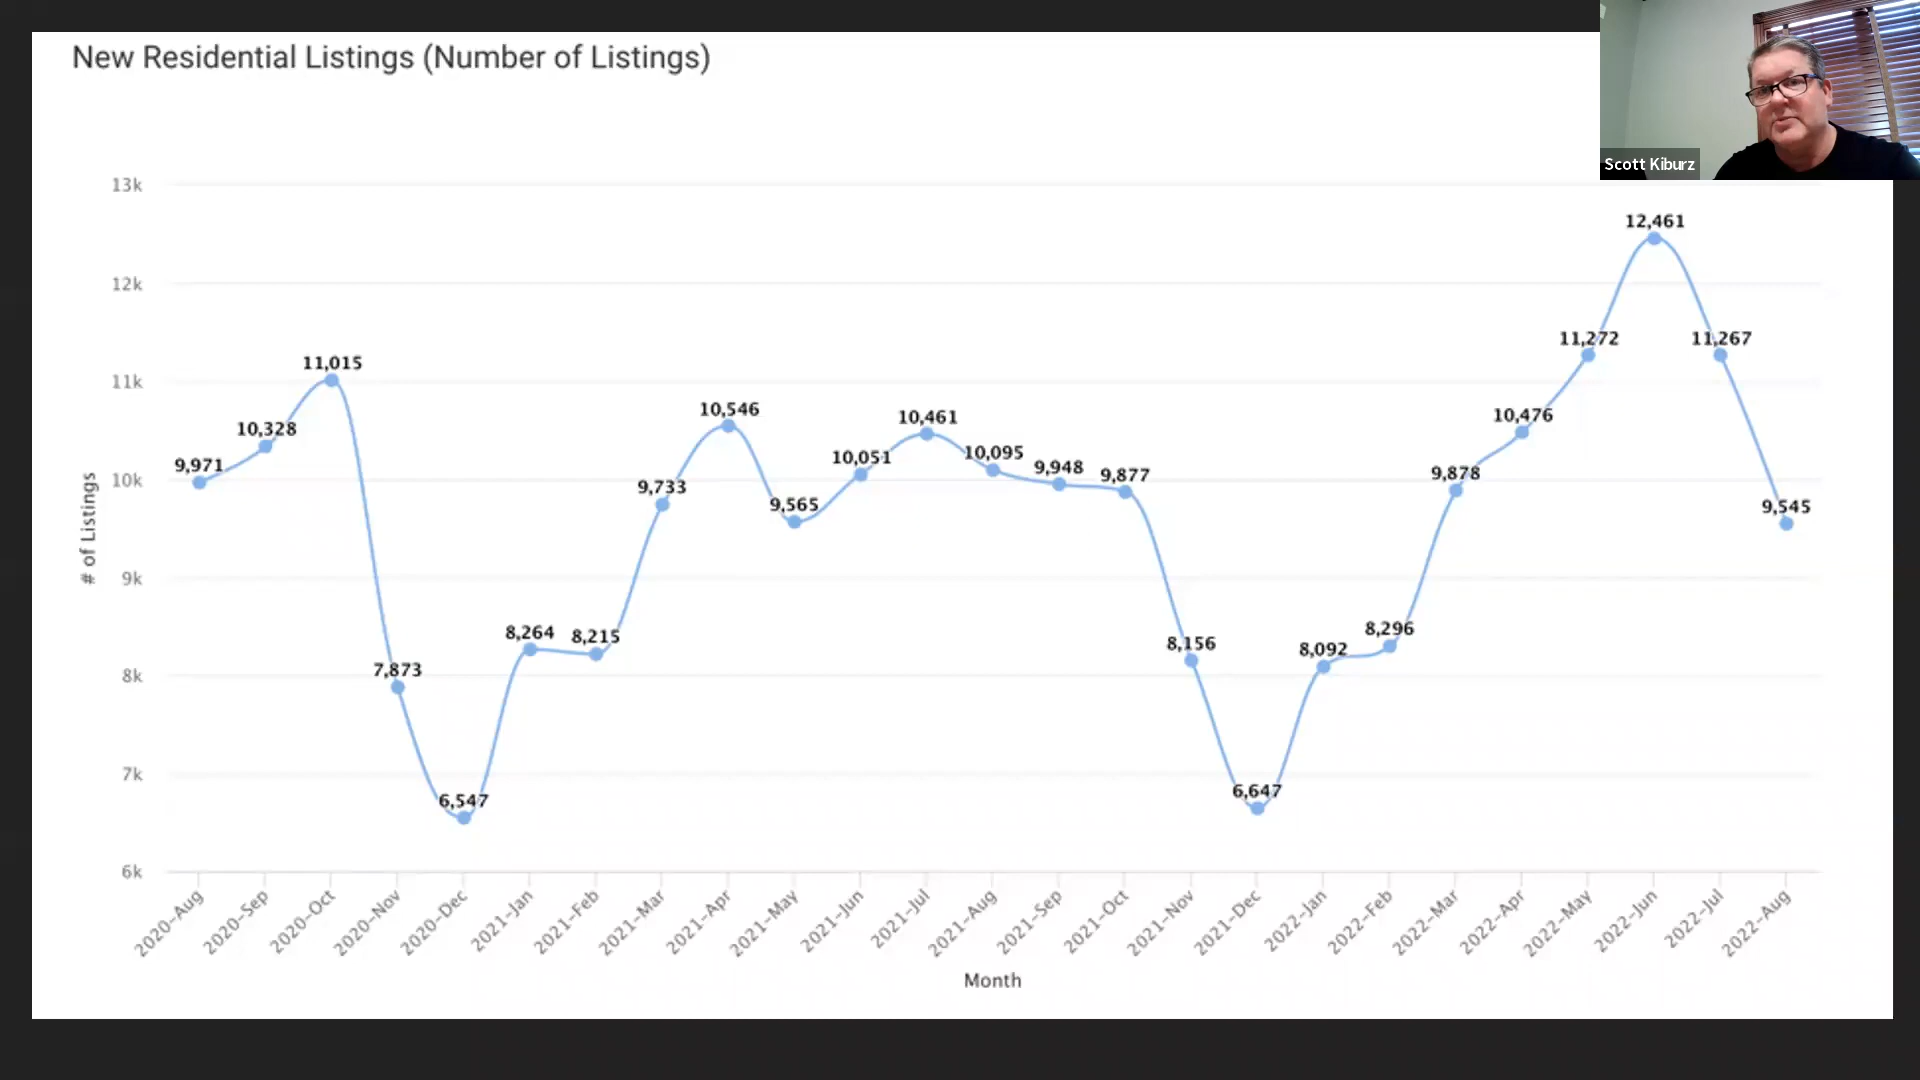 New Residential Listings (Number of Listings)
Scott Kiburz
13k
12k
11k
10k
9k
8k
7k
6k
# of Listings
9,971
10,328
11,015
7,873
6,547
8,264
8,215
9,733
10,546
9,565
10,051
10,461
10,095
9,948
9,877
8,156
6,647
8,092
8,296
9,878
10,476
11,272
12,461
11,267
9,545
2020-Aug
2020-Sep
2020-Oct
2020-Nov
2020-Dec
2021-Jan
2021-Feb
2021-Mar
2021-Apr
2021-May
2021-Jun
2021-Jul
2021-Aug
2021-Sep
2021-Oct
2021-Nov
2021-Dec
2022-Jan
2022-Feb
2022-Mar
2022-Apr
2022-May
2022-Jun
2022-Jul
2022-Aug
Month